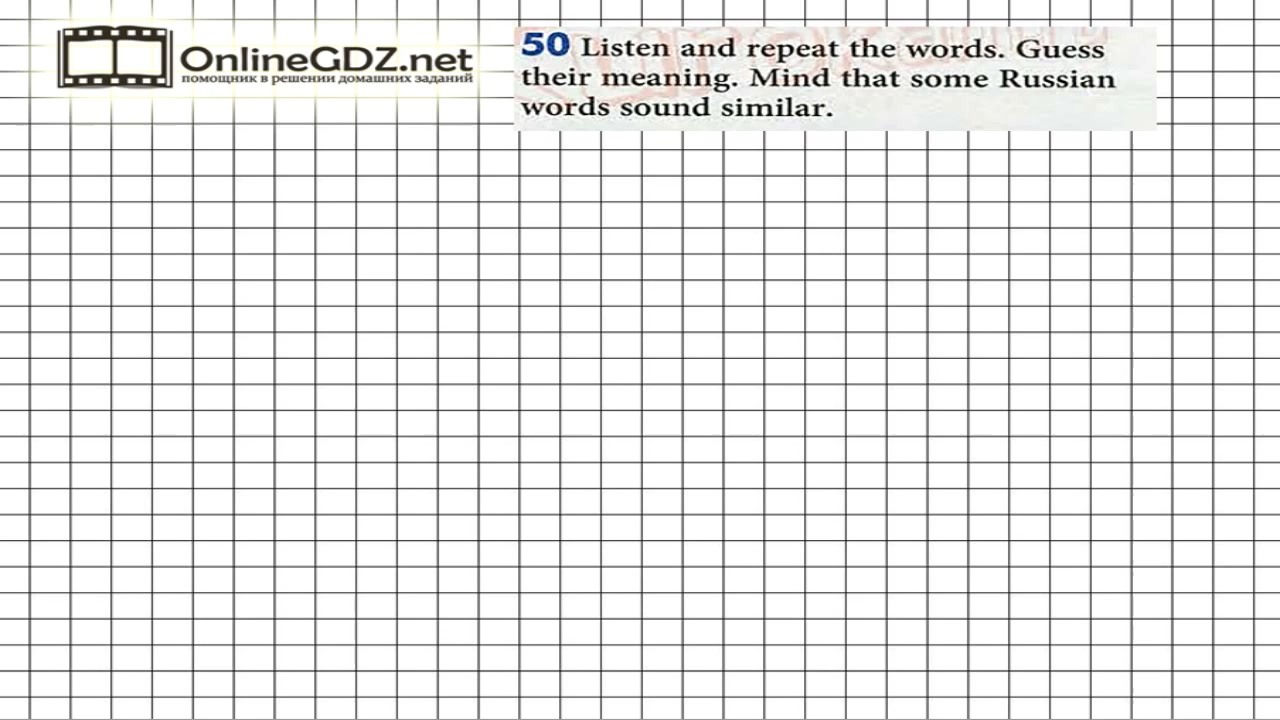 OnlineGDZ.net
помощник в решении домашних заданий
50 Listen and repeat the words. Guess
their meaning. Mind that some Russian
words sound similar.